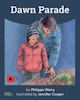 Dawn Parade
by Philippa Werry
illustrated by Jennifer Cooper